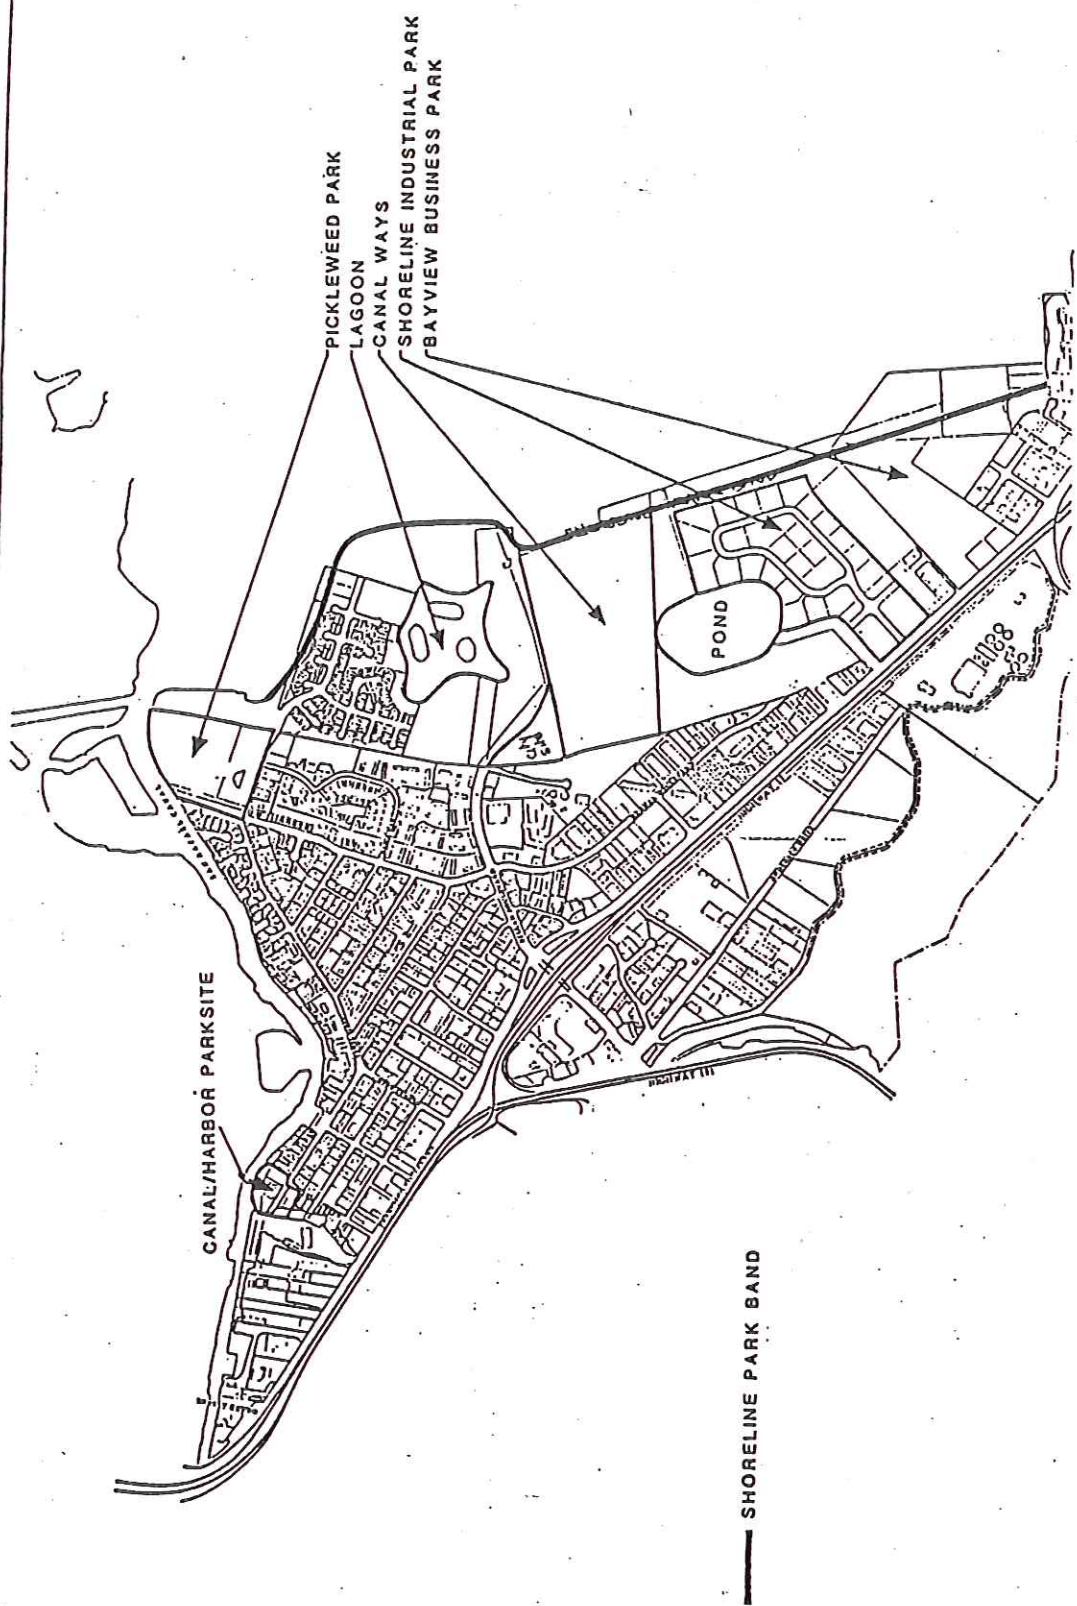 PICKLEWEED PARK
LAGOON
CANAL WAYS
SHORELINE INDUSTRIAL PARK
BAYVIEW BUSINESS PARK
CANAL/HARBOR PARKSITE
POND
SHORELINE PARK BAND